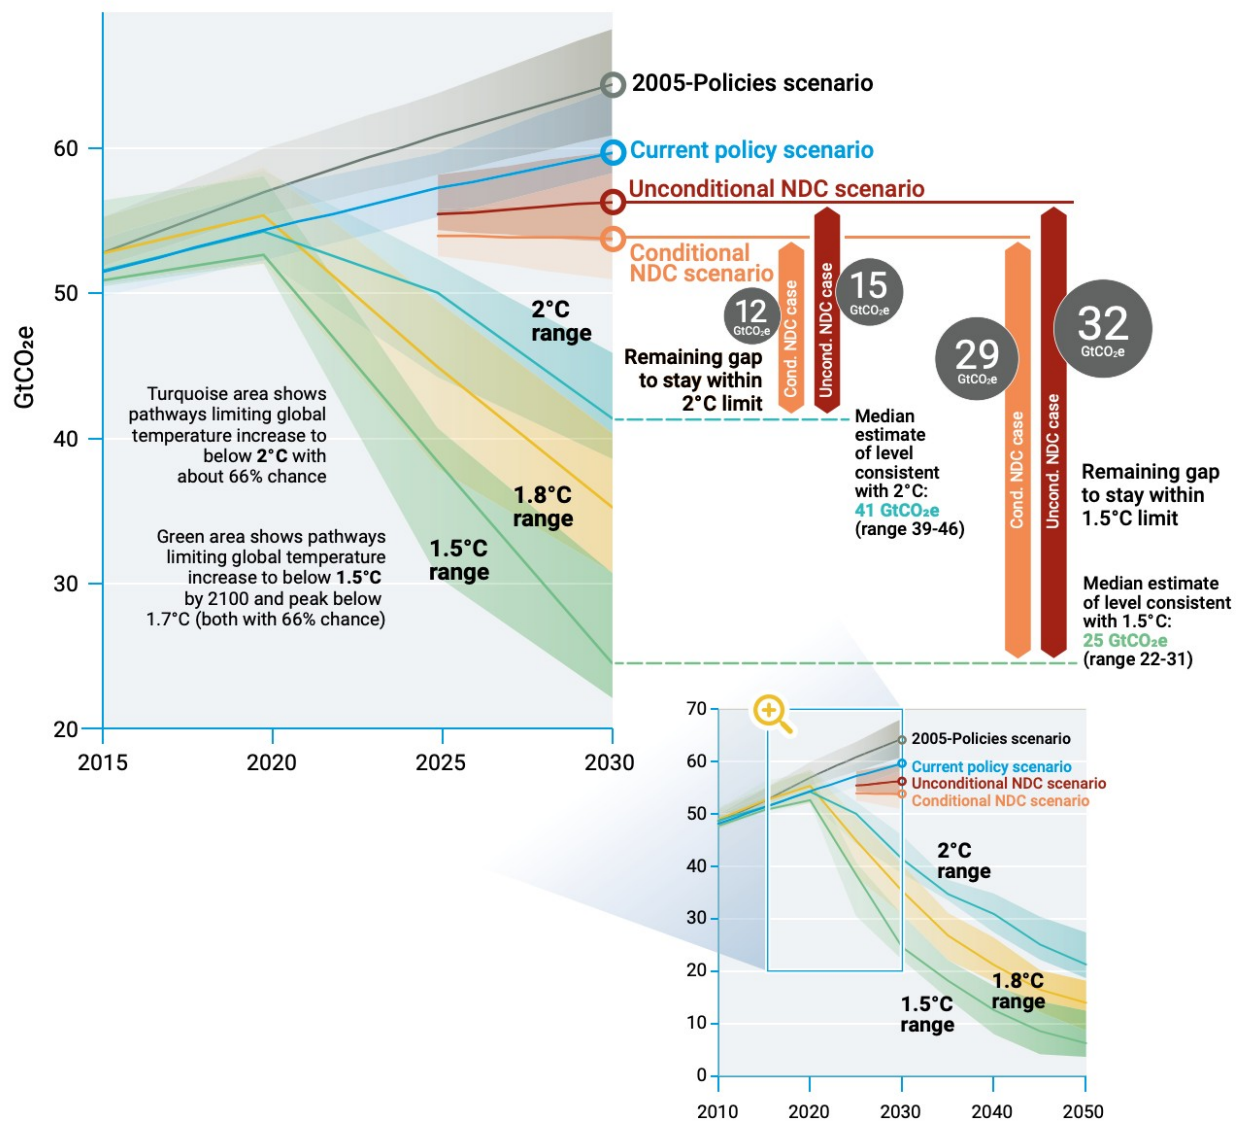 GtCO₂e
60
50
40
30
20
2015
2020
2025
2030
2005-Policies scenario
Current policy scenario
Unconditional NDC scenario
Conditional
NDC scenario
2°C
range
1.8°C
range
1.5°C
range
Turquoise area shows
pathways limiting global
temperature increase to
below 2°C with
about 66% chance
Green area shows pathways
limiting global temperature
increase to below 1.5°C
by 2100 and peak below
1.7°C (both with 66% chance)
12
GtCO₂e
Cond. NDC case
Uncond. NDC case
15
GtCO₂e
Remaining gap
to stay within
2°C limit
Median
estimate
of level
consistent
with 2°C:
41 GtCO₂e
(range 39-46)
29
GtCO₂e
Cond. NDC case
Uncond. NDC case
32
GtCO₂e
Remaining gap
to stay within
1.5°C limit
Median estimate
of level consistent
with 1.5°C:
25 GtCO₂e
(range 22-31)
70
60
50
40
30
20
10
0
2010
2020
2030
2040
2050
2005-Policies scenario
Current policy scenario
Unconditional NDC scenario
Conditional NDC scenario
2°C
range
1.8°C
range
1.5°C
range